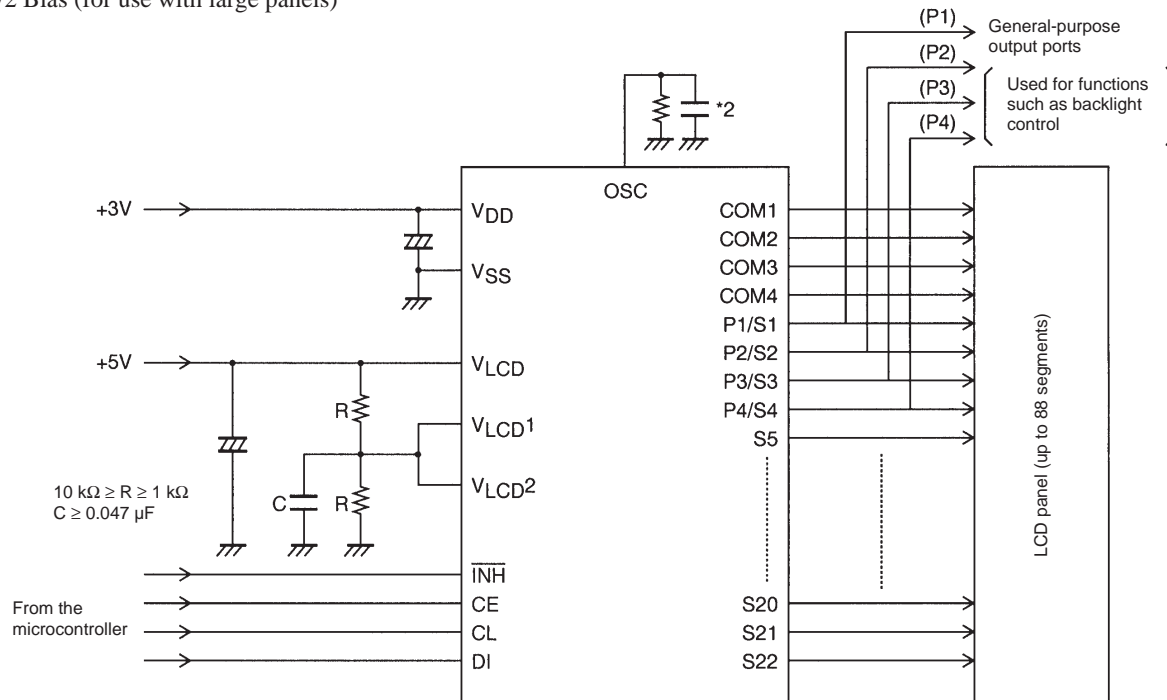 /2 Bias (for use with large panels)
(P1)
General-purpose
output ports
(P2)
(P3)
Used for functions
such as backlight
control
(P4)
*2
OSC
+3V
VDD
VSS
+5V
VLCD
R
VLCD1
VLCD2
C
R
10 kΩ ≥ R ≥ 1 kΩ
C ≥ 0.047 µF
INH
CE
CL
DI
From the
microcontroller
COM1
COM2
COM3
COM4
P1/S1
P2/S2
P3/S3
P4/S4
S5
S20
S21
S22
LCD panel (up to 88 segments)